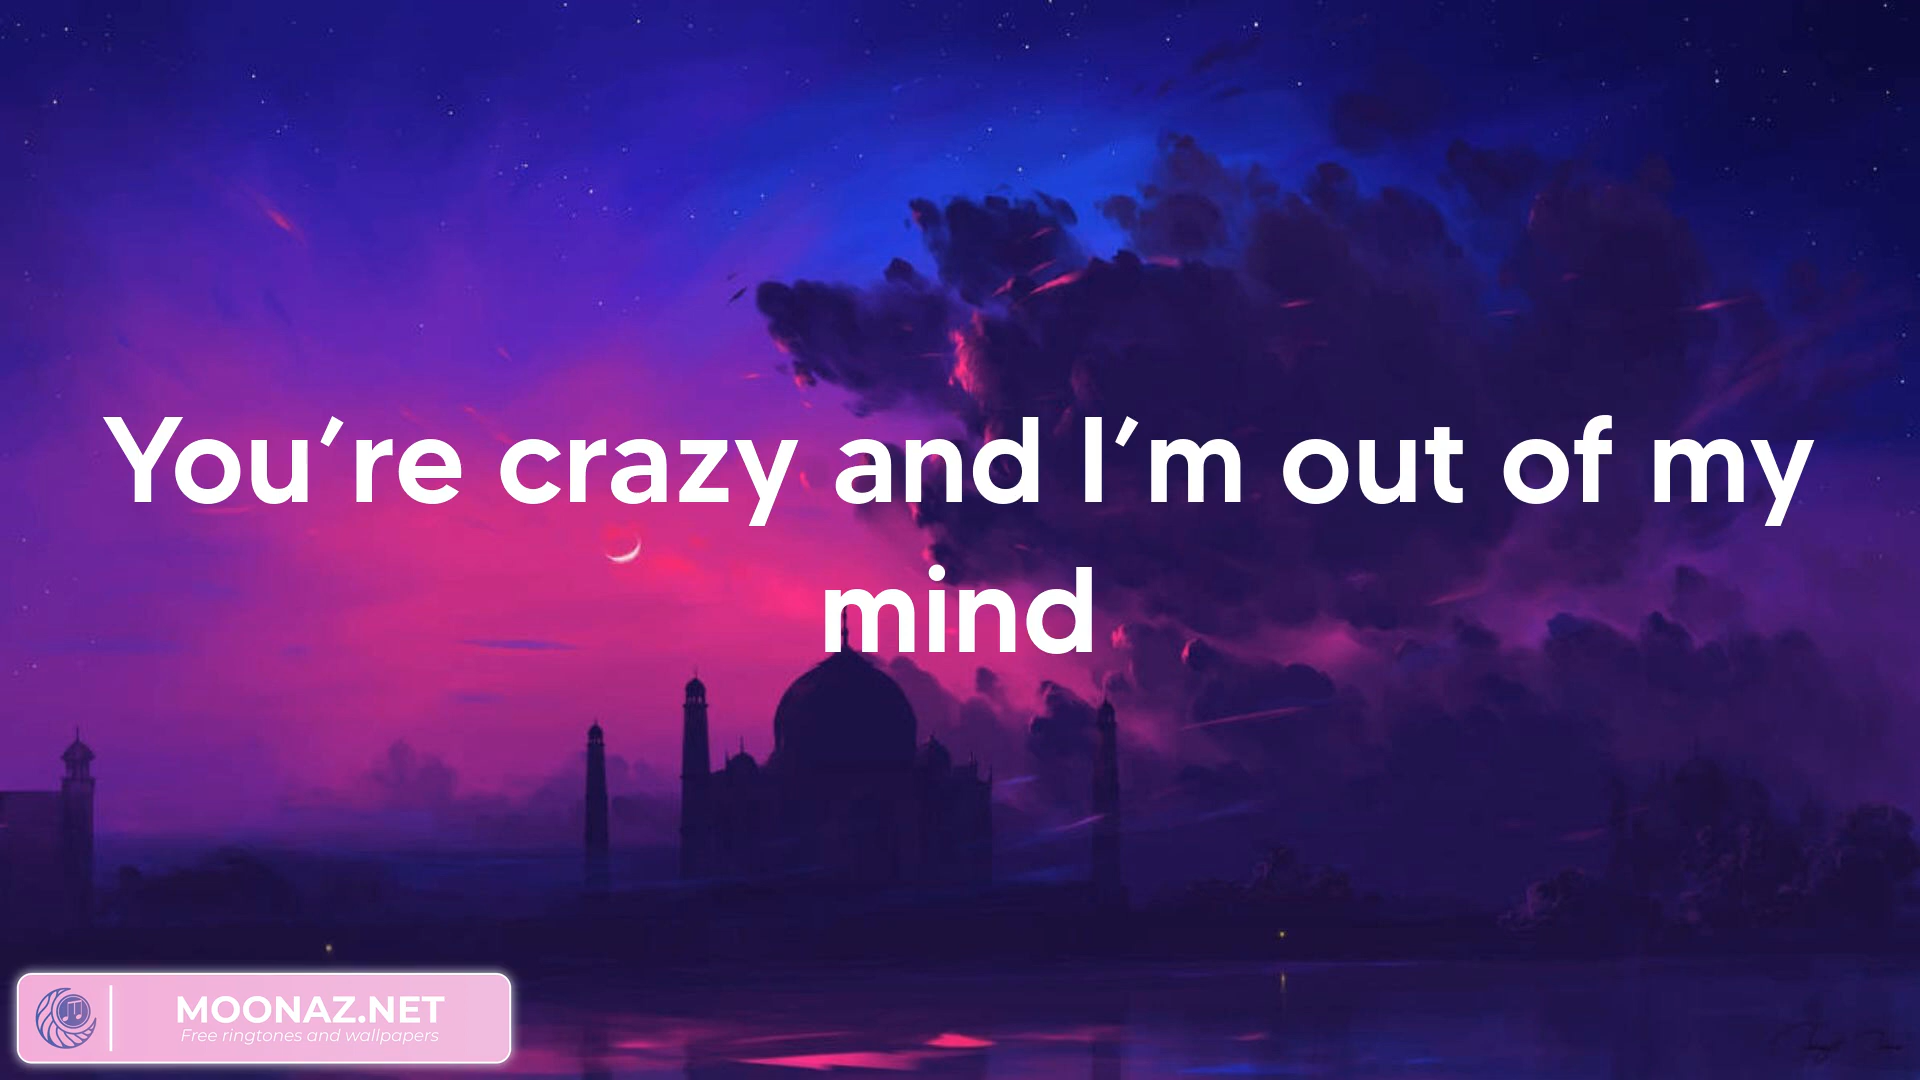 You’re crazy and I’m out of my
mind
MOONAZ.NET
Free ringtones and wallpapers